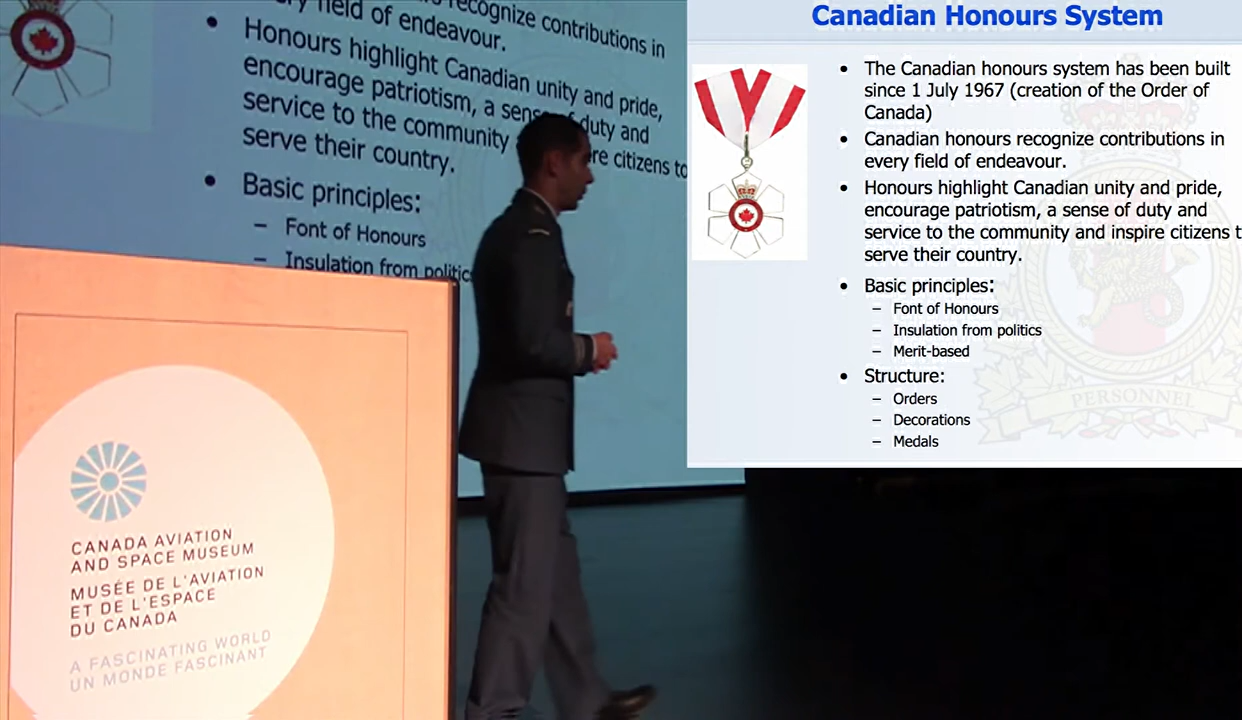 recognize contributions in
field of endeavour.
• Honours highlight Canadian unity and pride,
encourage patriotism, a sense of duty and
service to the community citizens to
serve their country.
• Basic principles:
– Font of Honours
– Insulation from politics
CANADA AVIATION
AND SPACE MUSEUM
MUSÉE DE L'AVIATION
ET DE L'ESPACE
DU CANADA
A FASCINATING WORLD
UN MONDE FASCINANT
Canadian Honours System
• The Canadian honours system has been built
since 1 July 1967 (creation of the Order of
Canada)
• Canadian honours recognize contributions in
every field of endeavour.
• Honours highlight Canadian unity and pride,
encourage patriotism, a sense of duty and
service to the community and inspire citizens t
serve their country.
• Basic principles:
– Font of Honours
– Insulation from politics
– Merit-based
• Structure:
– Orders
– Decorations
– Medals
PERSONNEL